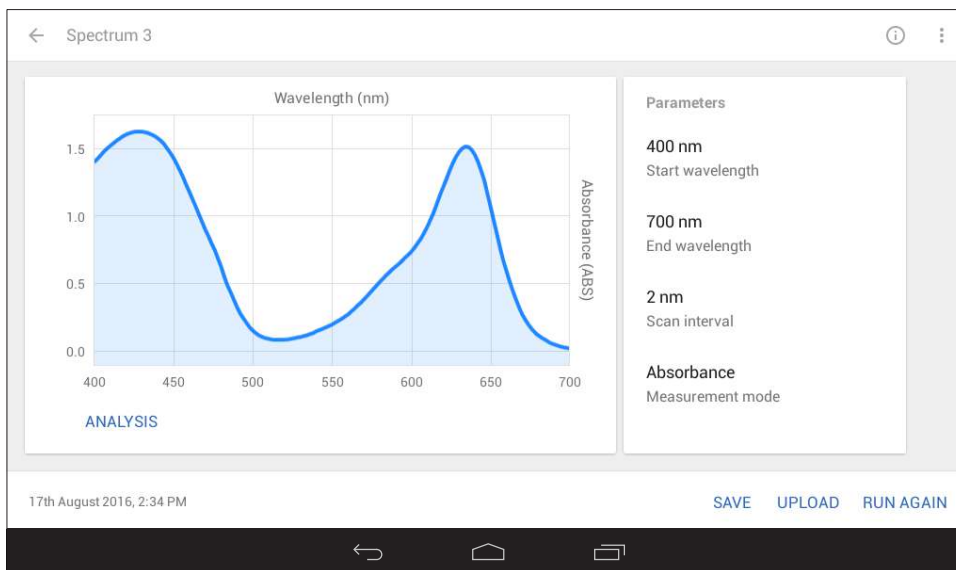 Spectrum 3
Wavelength (nm)
1.5
1.0
0.5
0.0
400 450 500 550 600 650 700
Absorbance (ABS)
ANALYSIS
Parameters
400 nm
Start wavelength
700 nm
End wavelength
2 nm
Scan interval
Absorbance
Measurement mode
17th August 2016, 2:34 PM
SAVE UPLOAD RUN AGAIN